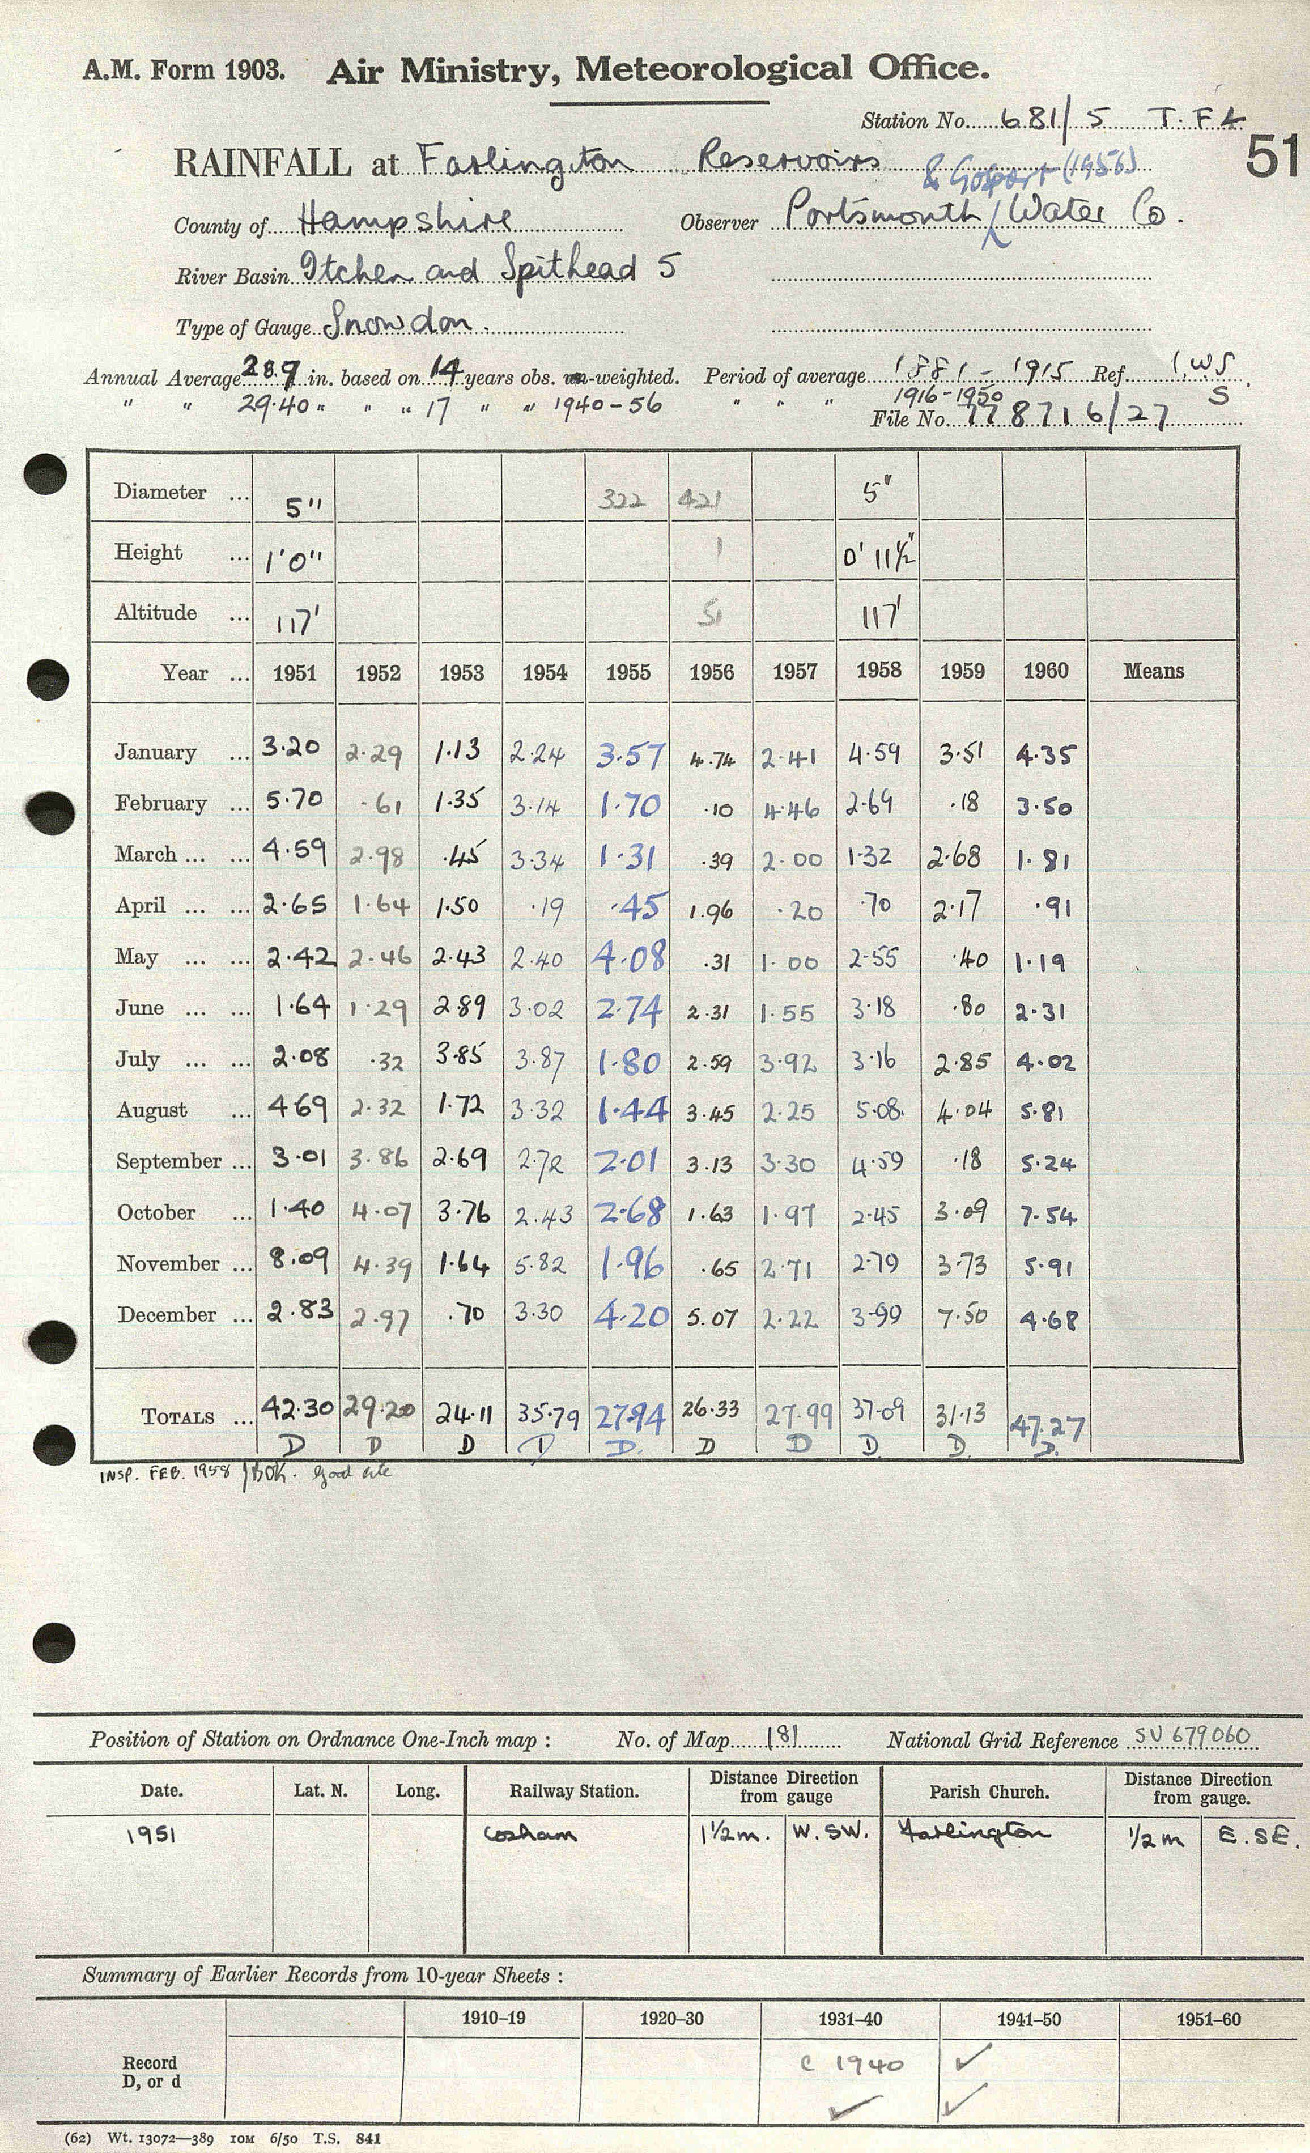 A.M. Form 1903. Air Ministry, Meteorological Office.
Station No. 681/5 T.F4
51
RAINFALL at Farlington Reservoirs
& Gosport (1956)
County of Hampshire Observer Portsmouth Water Co.
River Basin Itchen and Spithead 5
Type of Gauge Snowdon.
Annual Average 28.9 in. based on 14 years obs. un-weighted. Period of average 1881-1915 Ref. I.WS
" " 29.40 " " " 17 " " 1940-56 " " " 1916-1950 S
File No. 778716/27
Diameter ... 5" 322 421 5"
Height ... 1'0" 1 0' 11½"
Altitude ... 117' 51 117'
Year ... 1951 1952 1953 1954 1955 1956 1957 1958 1959 1960 Means
January ... 3.20 2.29 1.13 2.24 3.57 4.74 2.41 4.59 3.51 4.35
February ... 5.70 .61 1.35 3.14 1.70 .10 4.46 2.69 .18 3.50
March ... ... 4.59 2.98 .45 3.34 1.31 .39 2.00 1.32 2.68 1.81
April ... ... 2.65 1.64 1.50 .19 .45 1.96 .20 .70 2.17 .91
May ... ... 2.42 2.46 2.43 2.40 4.08 .31 1.00 2.55 .40 1.19
June ... ... 1.64 1.29 2.89 3.02 2.74 2.31 1.55 3.18 .80 2.31
July ... ... 2.08 .32 3.85 3.87 1.80 2.59 3.92 3.16 2.85 4.02
August ... 4.69 2.32 1.72 3.32 1.44 3.45 2.25 5.08 4.04 5.81
September ... 3.01 3.86 2.69 2.72 2.01 3.13 3.30 4.59 .18 5.24
October ... 1.40 4.07 3.76 2.43 2.68 1.63 1.97 2.45 3.09 7.54
November ... 8.09 4.39 1.64 5.82 1.96 .65 2.71 2.79 3.73 5.91
December ... 2.83 2.97 .70 3.30 4.20 5.07 2.22 3.99 7.50 4.68
TOTALS ... 42.30 29.20 24.11 35.79 27.94 26.33 27.99 37.09 31.13 47.27
D D D D D D D D D D
INSP. FEB. 1958 /BDK. Good site
Position of Station on Ordnance One-Inch map : No. of Map 181 National Grid Reference SU 679060
Date. Lat. N. Long. Railway Station. Distance Direction from gauge Parish Church. Distance Direction from gauge.
1951 Cosham 1½m. W.SW. Farlington ½m E.SE.
Summary of Earlier Records from 10-year Sheets :
1910–19 1920–30 1931–40 1941–50 1951–60
Record D, or d c 1940 ✓
✓ ✓
(62) Wt. 13072—389 10M 6/50 T.S. 841